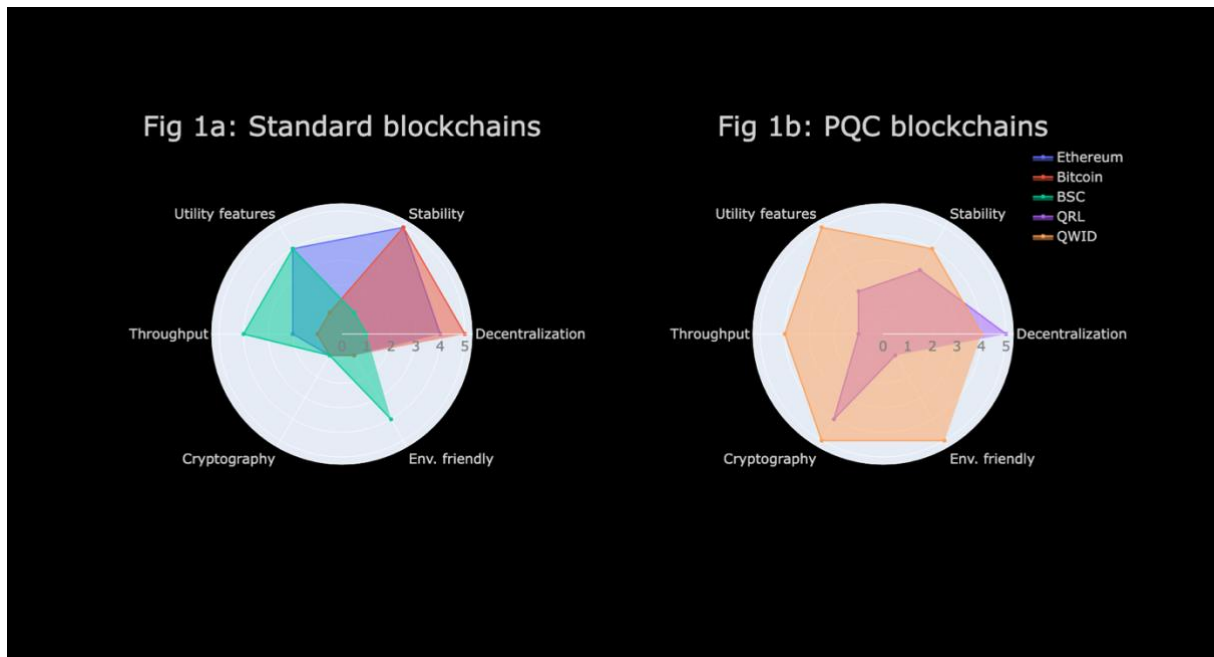 Fig 1a: Standard blockchains
Utility features
Stability
Throughput
0 1 2 3 4 5
Decentralization
Cryptography
Env. friendly
Fig 1b: PQC blockchains
Ethereum
Bitcoin
BSC
QRL
QWID
Utility features
Stability
Throughput
0 1 2 3 4 5
Decentralization
Cryptography
Env. friendly